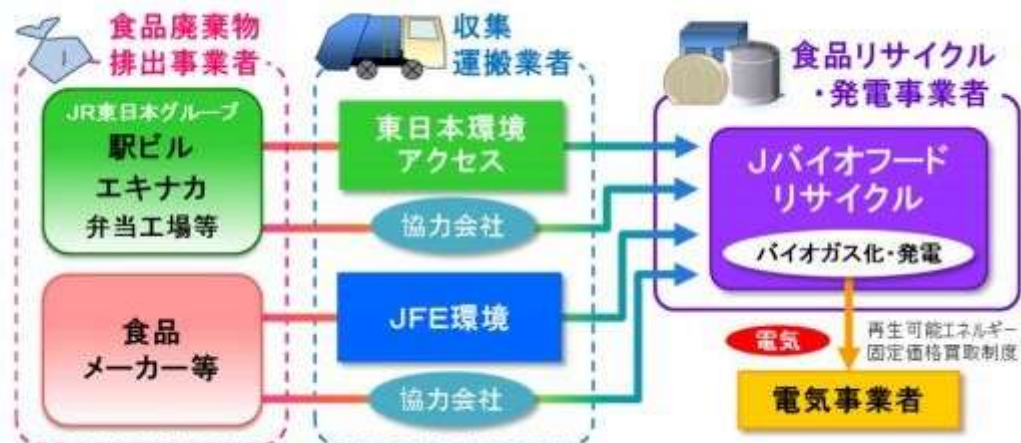 食品廃棄物
排出事業者
JR東日本グループ
駅ビル
エキナカ
弁当工場等
食品
メーカー等
収集
運搬業者
東日本環境
アクセス
協力会社
JFE環境
協力会社
食品リサイクル
・発電事業者
Jバイオフード
リサイクル
バイオガス化・発電
電気
再生可能エネルギー
固定価格買取制度
電気事業者